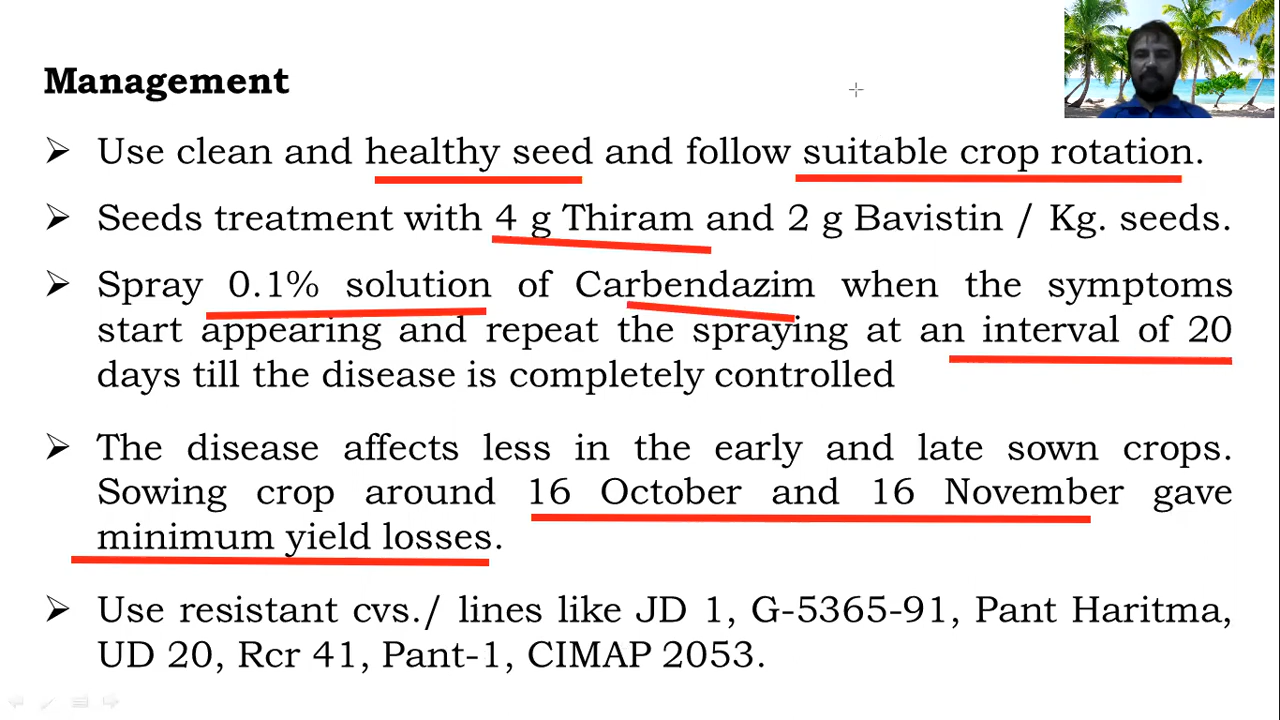 Management
➢ Use clean and healthy seed and follow suitable crop rotation.
➢ Seeds treatment with 4 g Thiram and 2 g Bavistin / Kg. seeds.
➢ Spray 0.1% solution of Carbendazim when the symptoms
start appearing and repeat the spraying at an interval of 20
days till the disease is completely controlled
➢ The disease affects less in the early and late sown crops.
Sowing crop around 16 October and 16 November gave
minimum yield losses.
➢ Use resistant cvs./ lines like JD 1, G-5365-91, Pant Haritma,
UD 20, Rcr 41, Pant-1, CIMAP 2053.